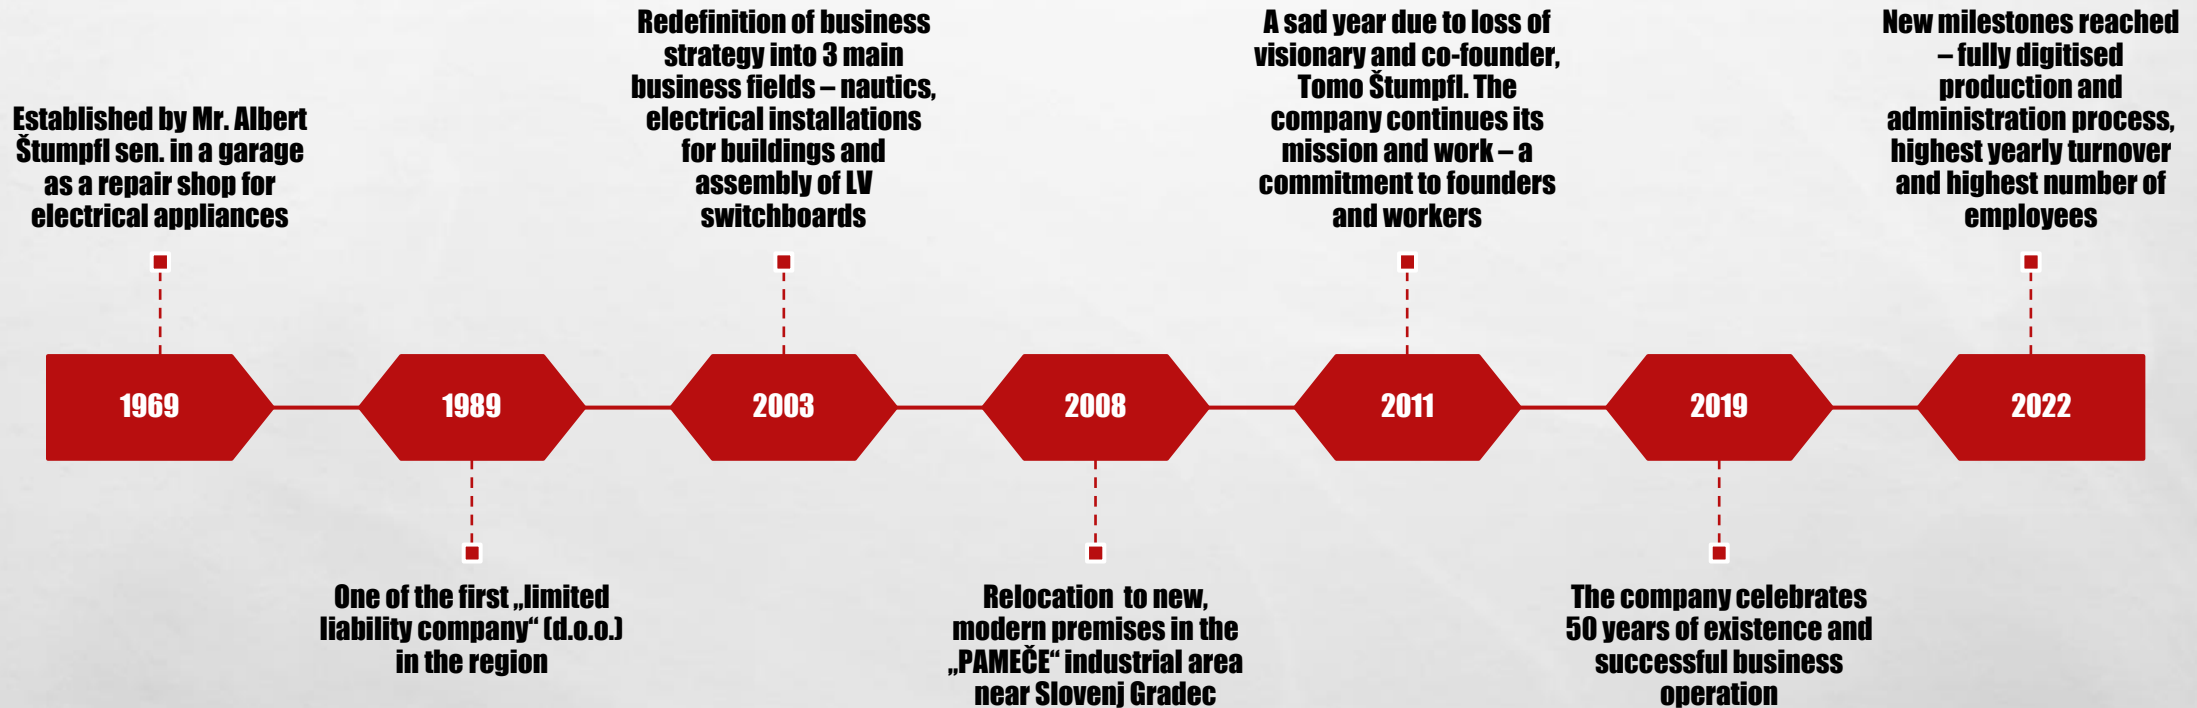 Established by Mr. Albert
Štumpfl sen. in a garage
as a repair shop for
electrical appliances
Redefinition of business
strategy into 3 main
business fields – nautics,
electrical installations
for buildings and
assembly of LV
switchboards
A sad year due to loss of
visionary and co-founder,
Tomo Štumpfl. The
company continues its
mission and work – a
commitment to founders
and workers
New milestones reached
– fully digitised
production and
administration process,
highest yearly turnover
and highest number of
employees
1969
1989
2003
2008
2011
2019
2022
One of the first „limited
liability company“ (d.o.o.)
in the region
Relocation to new,
modern premises in the
„PAMEČE“ industrial area
near Slovenj Gradec
The company celebrates
50 years of existence and
successful business
operation